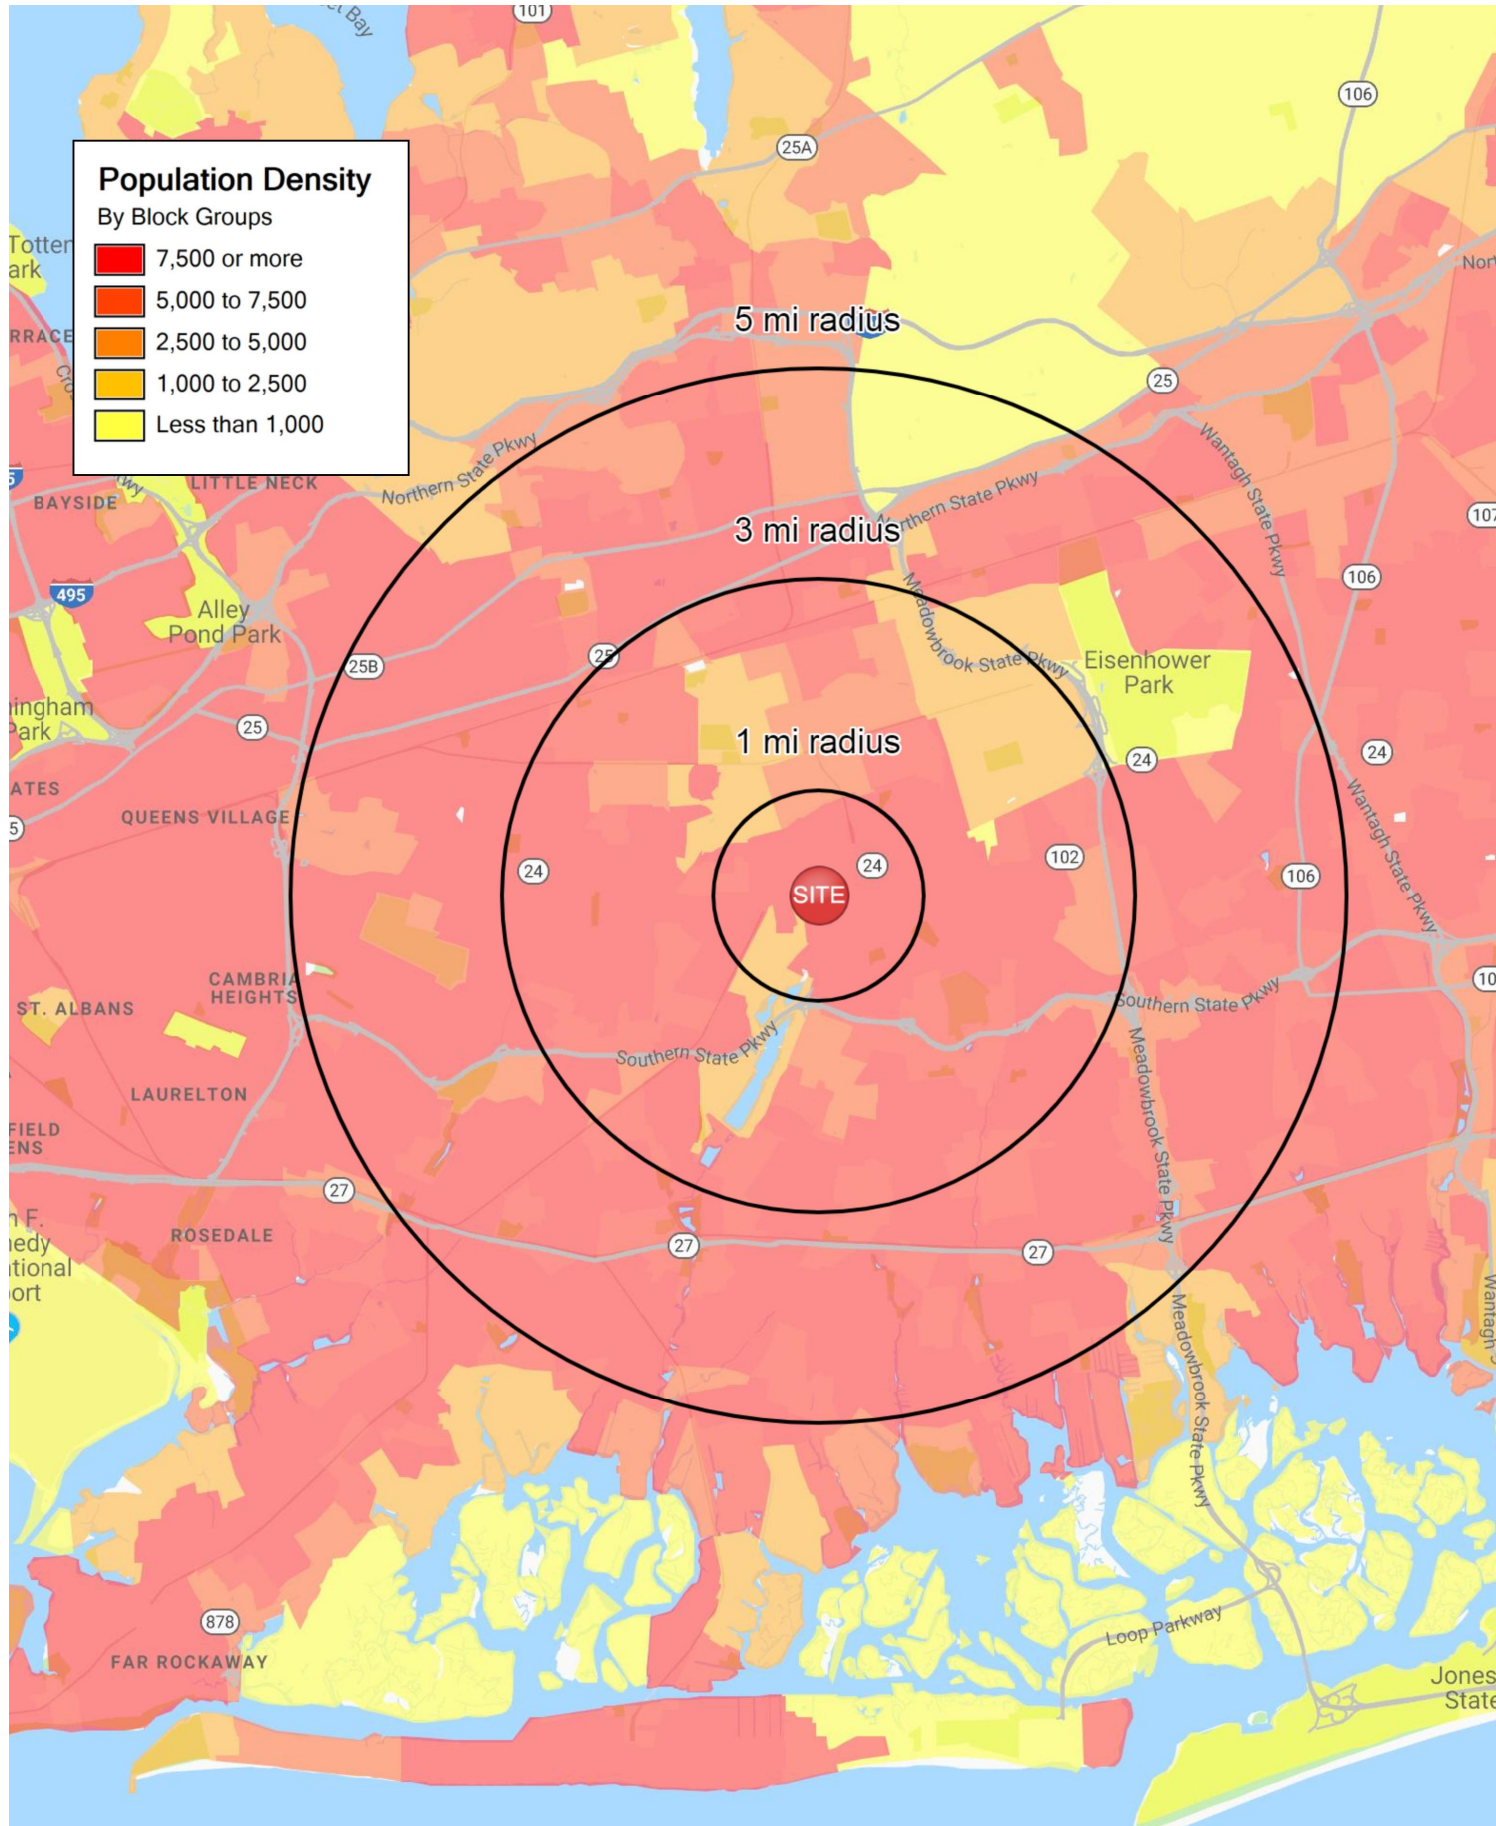 101
25A
106
Population Density
By Block Groups
7,500 or more
5,000 to 7,500
2,500 to 5,000
1,000 to 2,500
Less than 1,000
5 mi radius
25
Northern State Pkwy
LITTLE NECK
BAYSIDE
Wantagh State Pkwy
Northern State Pkwy
3 mi radius
107
106
495
Alley
Pond Park
Meadowbrook State Pkwy
25
25B
Eisenhower
Park
25
1 mi radius
24
24
QUEENS VILLAGE
Wantagh State Pkwy
24
24
102
106
SITE
CAMBRIA
HEIGHTS
ST. ALBANS
Southern State Pkwy
Southern State Pkwy
LAURELTON
Meadowbrook State Pkwy
27
ROSEDALE
27
27
Meadowbrook State Pkwy
878
Loop Parkway
FAR ROCKAWAY
Jones
State